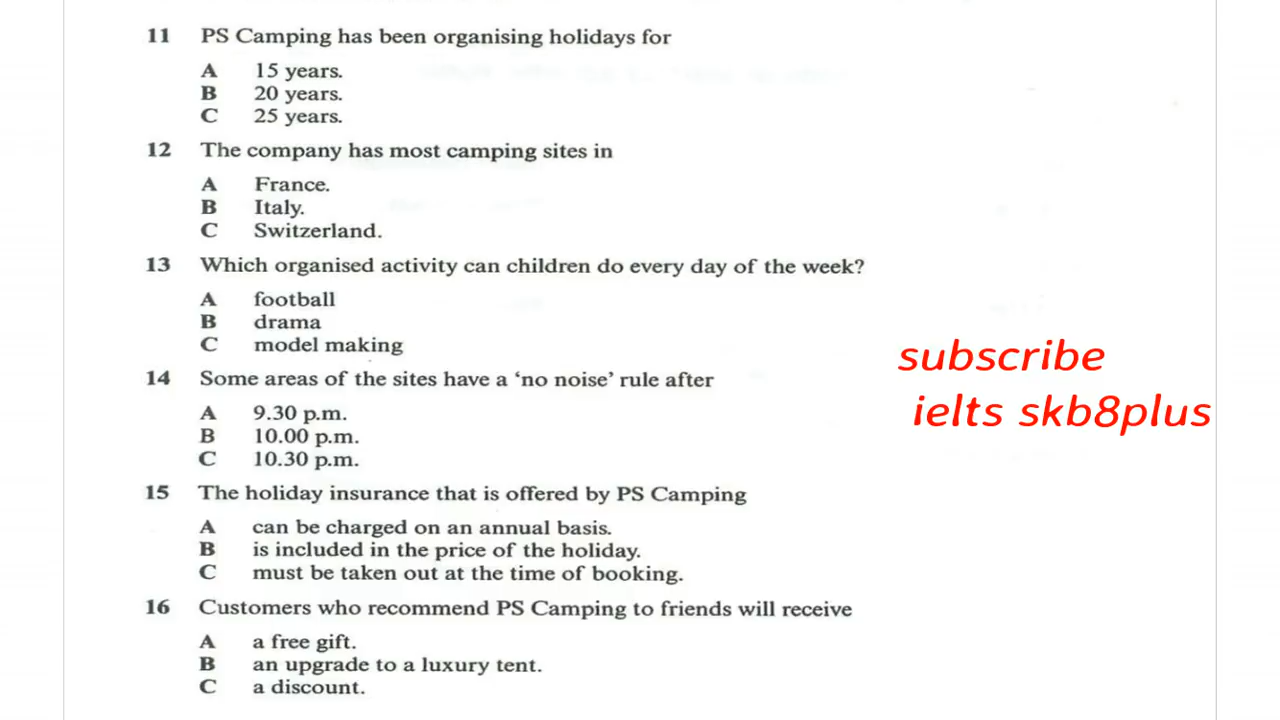 11 PS Camping has been organising holidays for
A 15 years.
B 20 years.
C 25 years.
12 The company has most camping sites in
A France.
B Italy.
C Switzerland.
13 Which organised activity can children do every day of the week?
A football
B drama
C model making
14 Some areas of the sites have a ‘no noise’ rule after
A 9.30 p.m.
B 10.00 p.m.
C 10.30 p.m.
15 The holiday insurance that is offered by PS Camping
A can be charged on an annual basis.
B is included in the price of the holiday.
C must be taken out at the time of booking.
16 Customers who recommend PS Camping to friends will receive
A a free gift.
B an upgrade to a luxury tent.
C a discount.
subscribe
ielts skb8plus